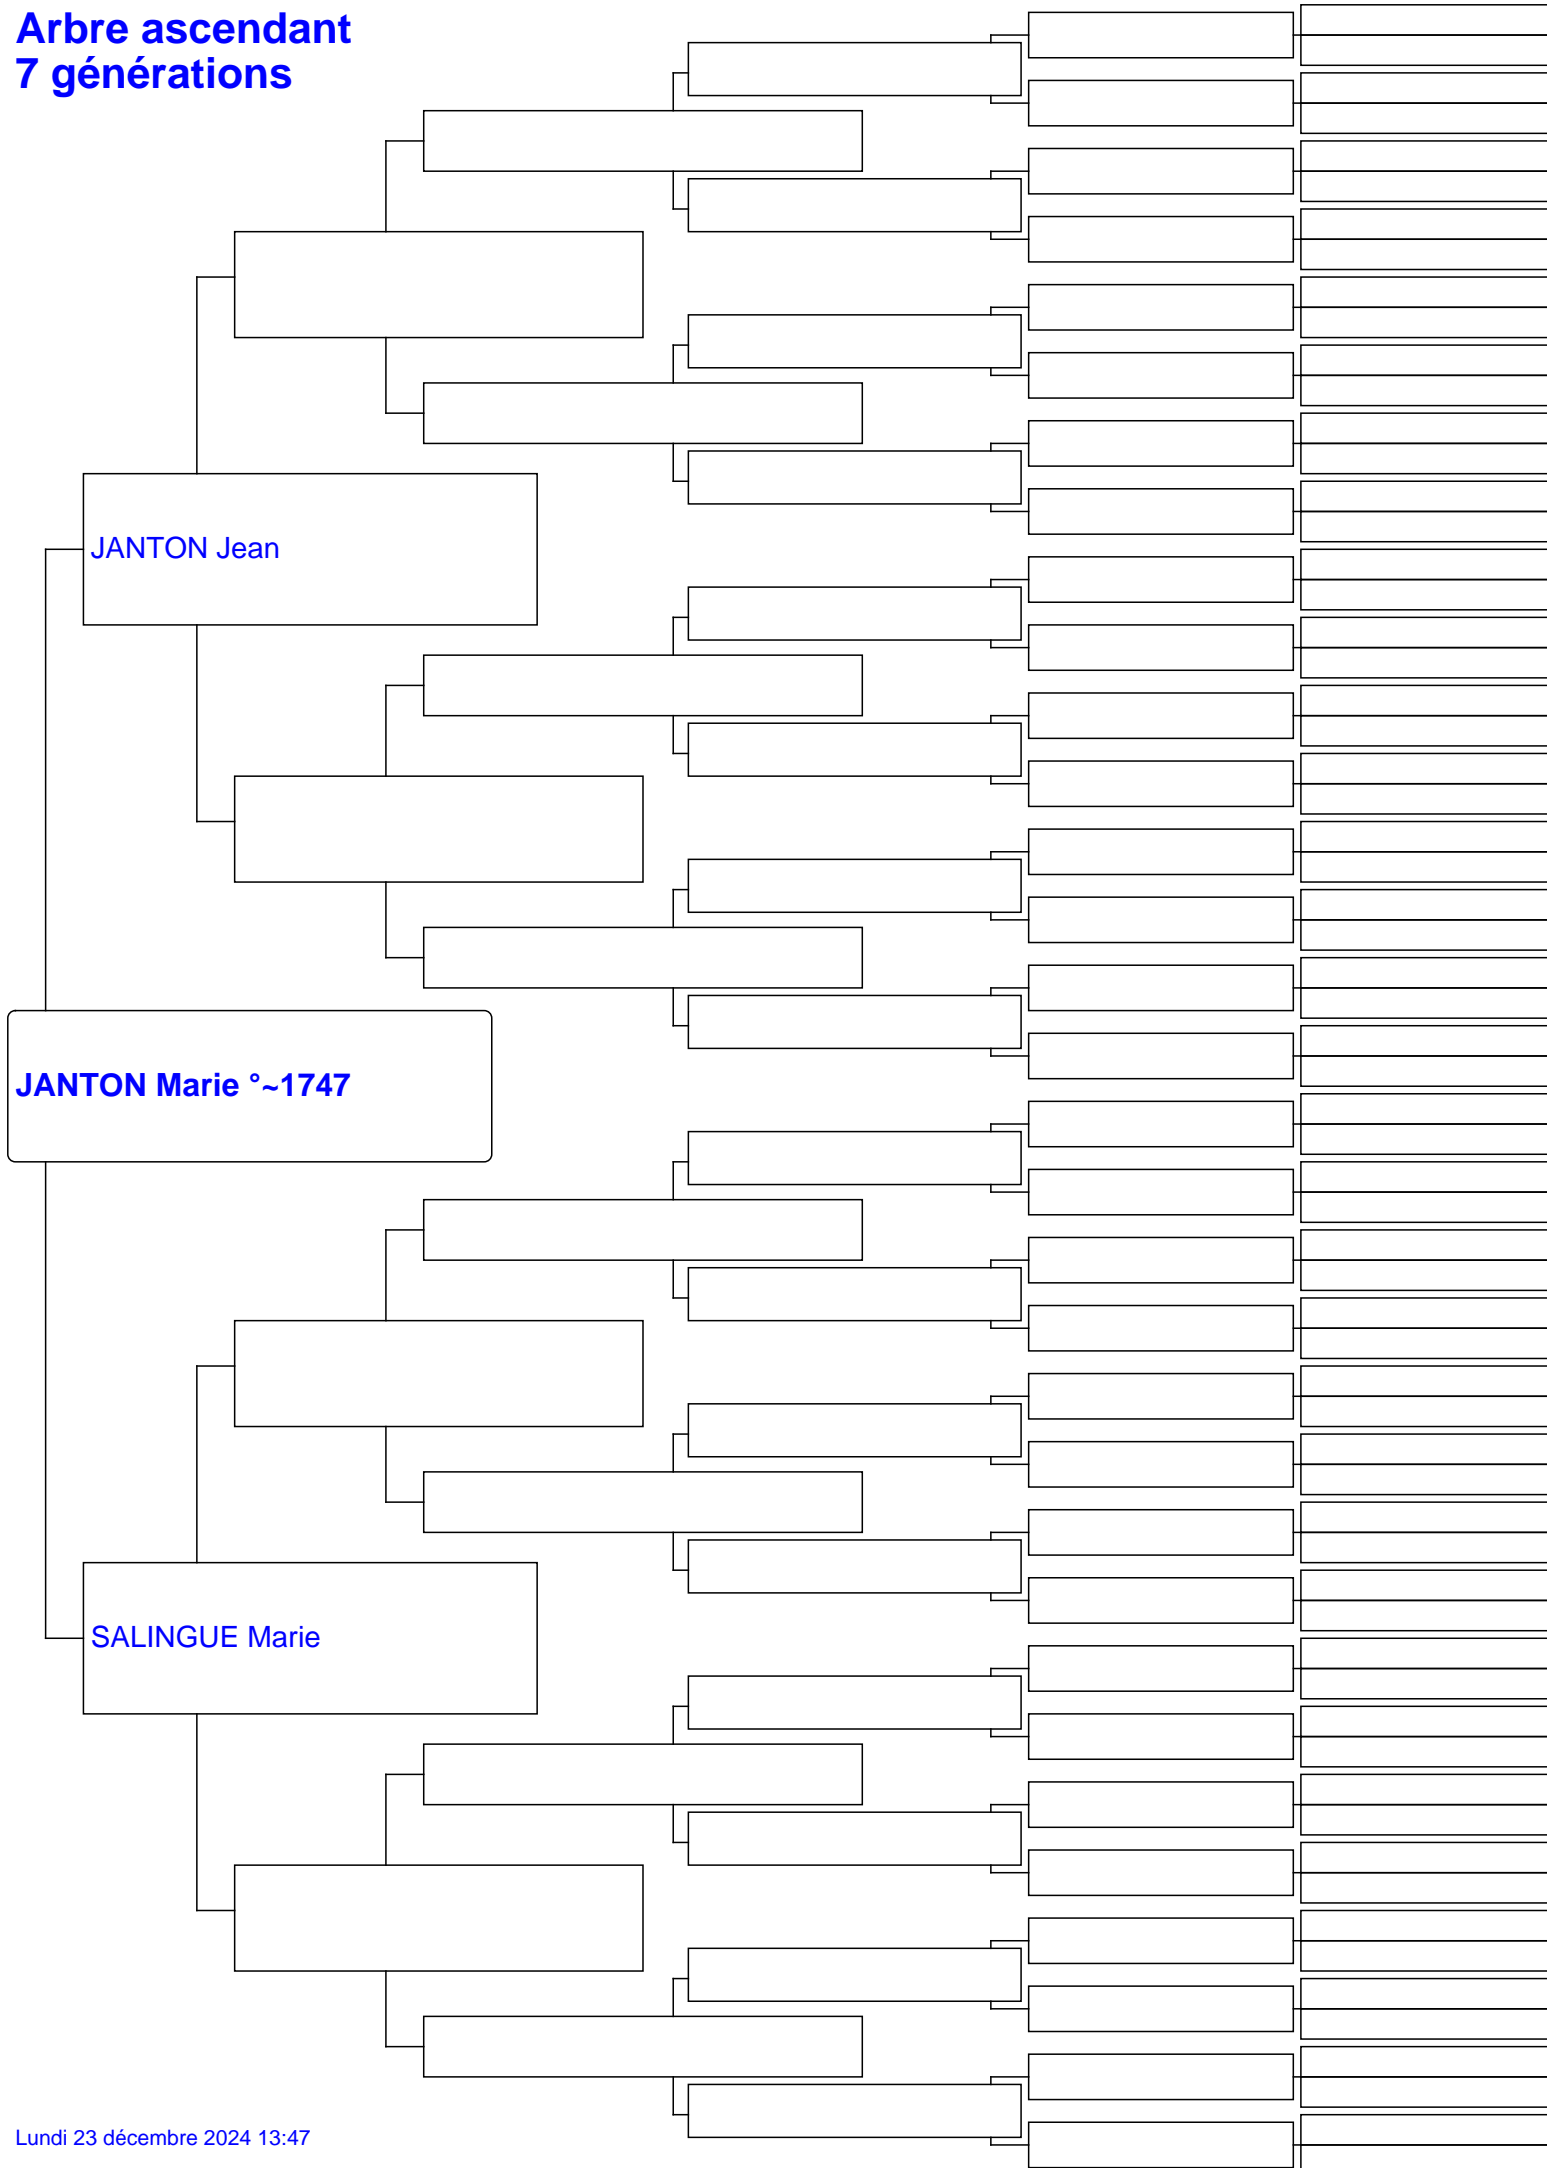 Arbre ascendant
7 générations
JANTON Jean
JANTON Marie °~1747
SALINGUE Marie
Lundi 23 décembre 2024 13:47